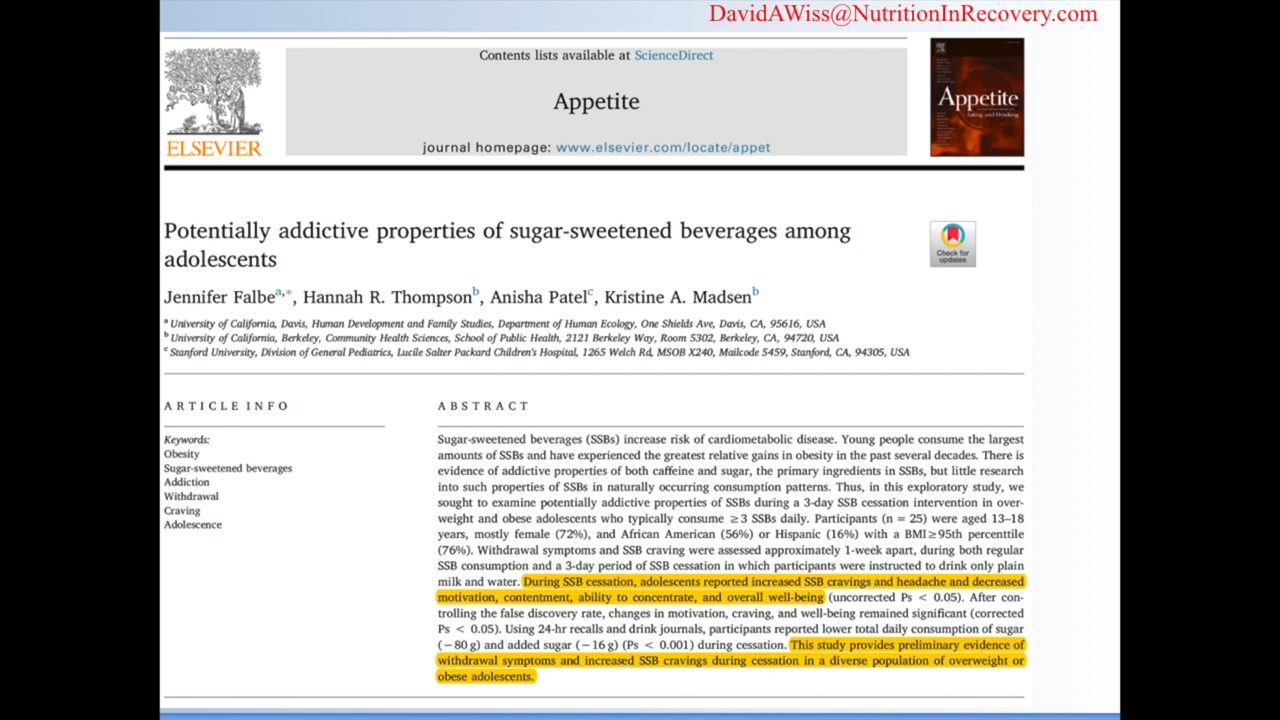 DavidAWiss@NutritionInRecovery.com
Contents lists available at ScienceDirect
Appetite
journal homepage: www.elsevier.com/locate/appet
ELSEVIER
Appetite
Eating and Drinking
Potentially addictive properties of sugar-sweetened beverages among
adolescents
Check for
updates
Jennifer Falbeᵃ,*, Hannah R. Thompsonᵇ, Anisha Patelᶜ, Kristine A. Madsenᵇ
ᵃ University of California, Davis, Human Development and Family Studies, Department of Human Ecology, One Shields Ave, Davis, CA, 95616, USA
ᵇ University of California, Berkeley, Community Health Sciences, School of Public Health, 2121 Berkeley Way, Room 5302, Berkeley, CA, 94720, USA
ᶜ Stanford University, Division of General Pediatrics, Lucile Salter Packard Children's Hospital, 1265 Welch Rd, MSOB X240, Mailcode 5459, Stanford, CA, 94305, USA
ARTICLE INFO
Keywords:
Obesity
Sugar-sweetened beverages
Addiction
Withdrawal
Craving
Adolescence
ABSTRACT
Sugar-sweetened beverages (SSBs) increase risk of cardiometabolic disease. Young people consume the largest
amounts of SSBs and have experienced the greatest relative gains in obesity in the past several decades. There is
evidence of addictive properties of both caffeine and sugar, the primary ingredients in SSBs, but little research
into such properties of SSBs in naturally occurring consumption patterns. Thus, in this exploratory study, we
sought to examine potentially addictive properties of SSBs during a 3-day SSB cessation intervention in over-
weight and obese adolescents who typically consume ≥3 SSBs daily. Participants (n = 25) were aged 13–18
years, mostly female (72%), and African American (56%) or Hispanic (16%) with a BMI≥95th percenttile
(76%). Withdrawal symptoms and SSB craving were assessed approximately 1-week apart, during both regular
SSB consumption and a 3-day period of SSB cessation in which participants were instructed to drink only plain
milk and water. During SSB cessation, adolescents reported increased SSB cravings and headache and decreased
motivation, contentment, ability to concentrate, and overall well-being (uncorrected Ps < 0.05). After con-
trolling the false discovery rate, changes in motivation, craving, and well-being remained significant (corrected
Ps < 0.05). Using 24-hr recalls and drink journals, participants reported lower total daily consumption of sugar
(−80 g) and added sugar (−16 g) (Ps < 0.001) during cessation. This study provides preliminary evidence of
withdrawal symptoms and increased SSB cravings during cessation in a diverse population of overweight or
obese adolescents.